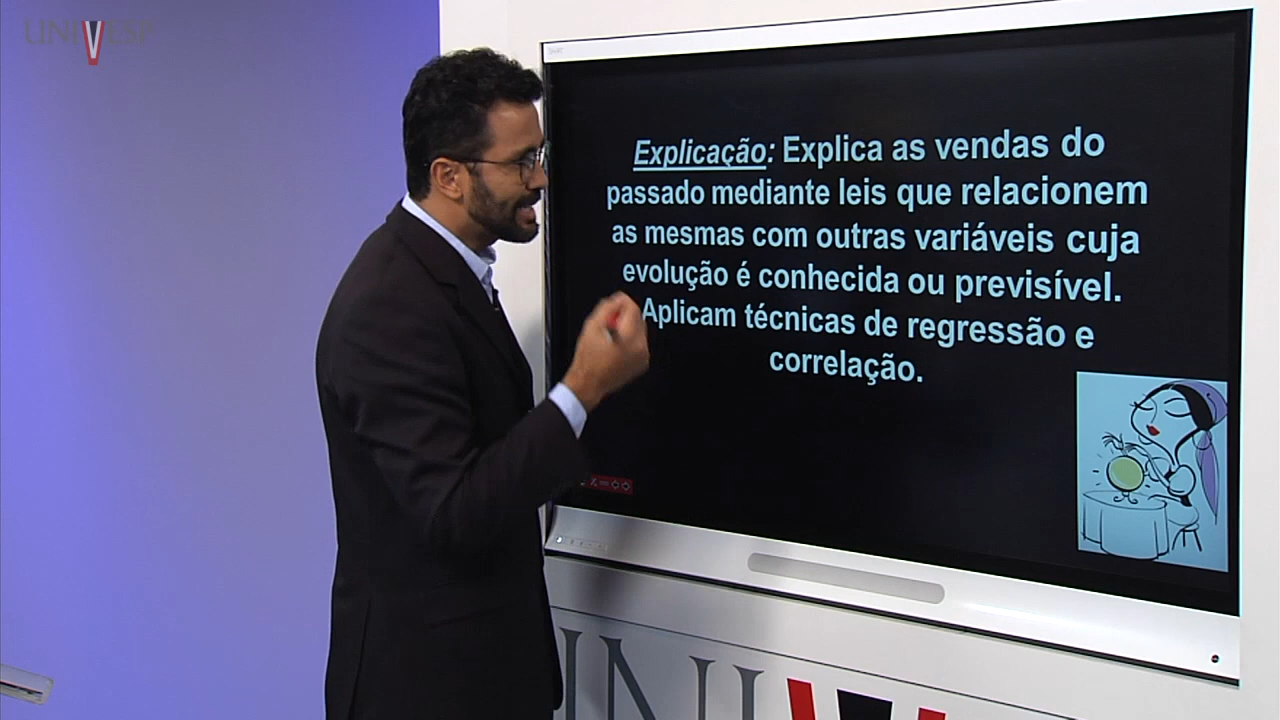 UNIVESP
Explicação: Explica as vendas do
passado mediante leis que relacionem
as mesmas com outras variáveis cuja
evolução é conhecida ou previsível.
Aplicam técnicas de regressão e
correlação.
UNIV